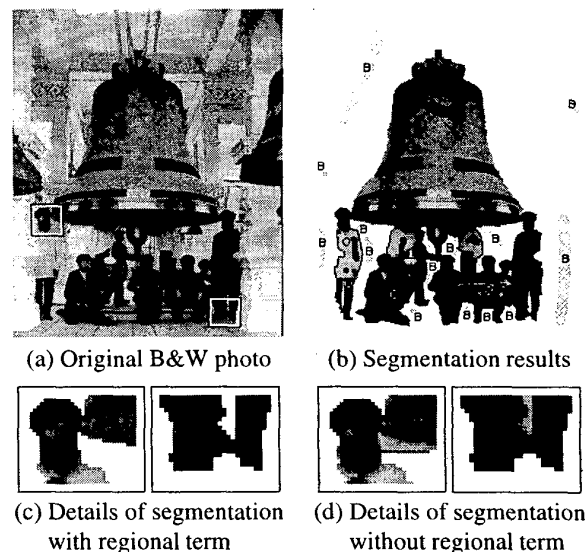 B
B
B
B
B
B
B
B
B
B
B
B
B
(a) Original B&W photo
(b) Segmentation results
(c) Details of segmentation
with regional term
(d) Details of segmentation
without regional term